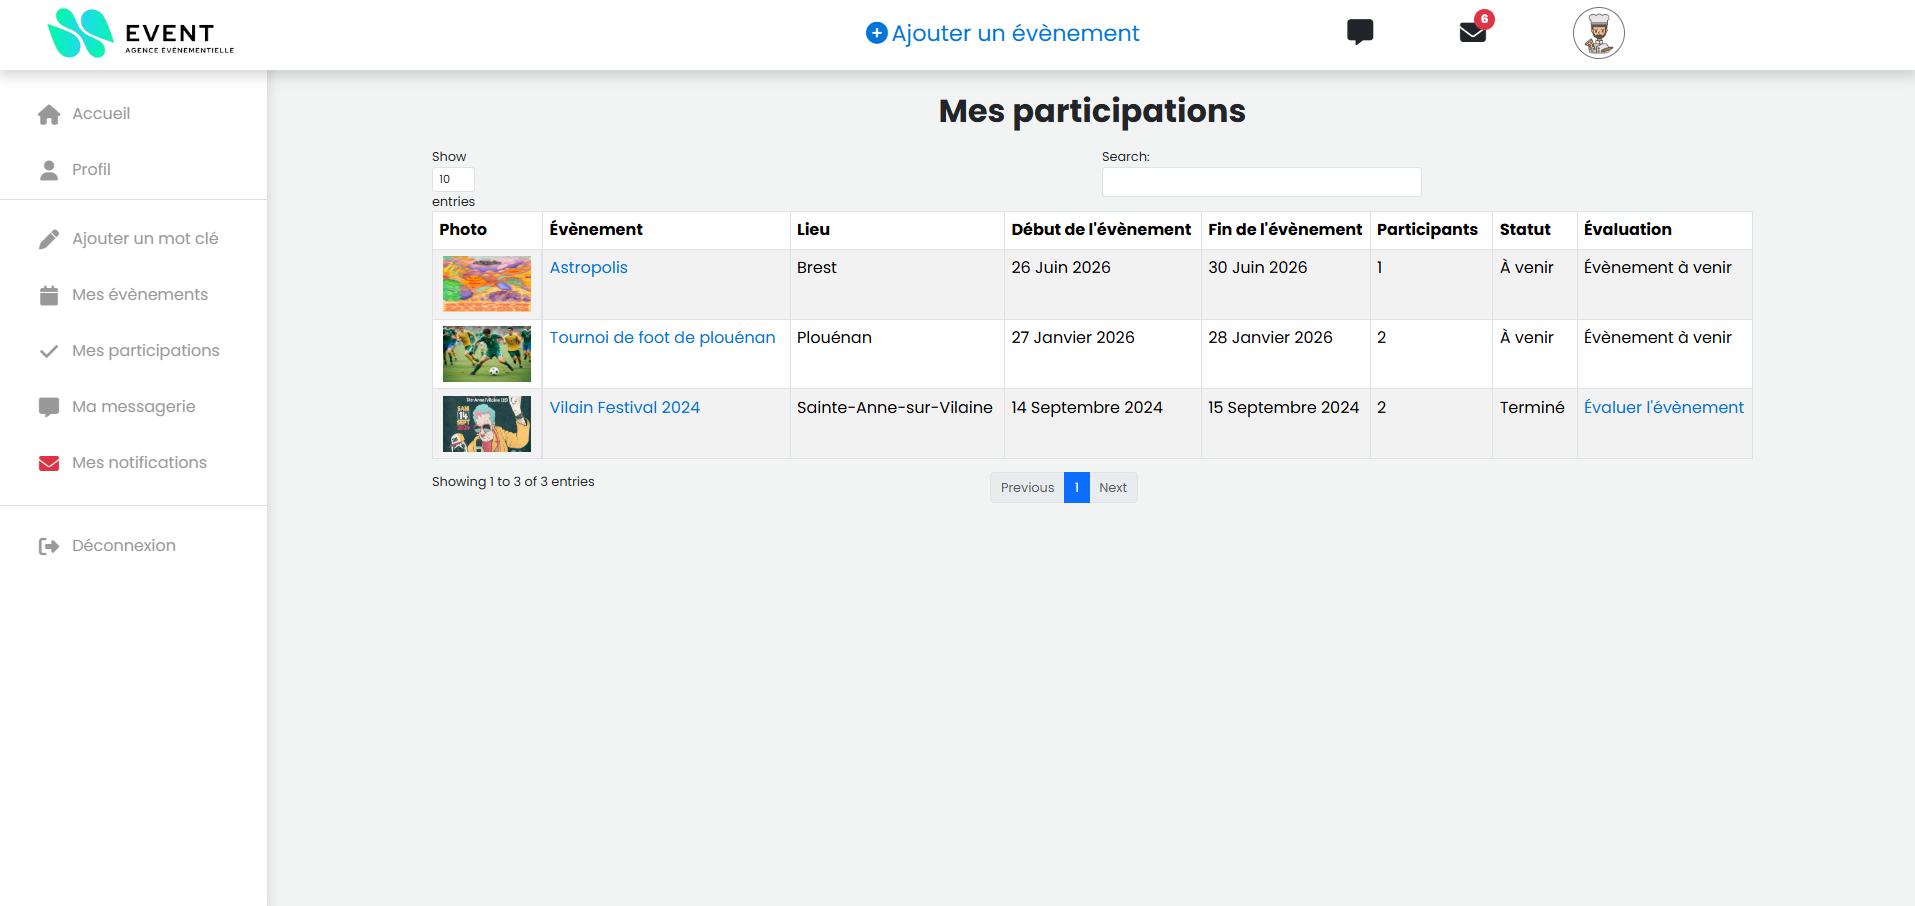 EVENT
AGENCE ÉVÈNEMENTIELLE
Ajouter un évènement
6
Accueil
Profil
Ajouter un mot clé
Mes évènements
Mes participations
Ma messagerie
Mes notifications
Déconnexion
Mes participations
Show
10
entries
Search:
Photo Évènement Lieu Début de l'évènement Fin de l'évènement Participants Statut Évaluation
Astropolis Brest 26 Juin 2026 30 Juin 2026 1 À venir Évènement à venir
Tournoi de foot de plouénan Plouénan 27 Janvier 2026 28 Janvier 2026 2 À venir Évènement à venir
SAM
14
SEPT
Vilain Festival 2024 Sainte-Anne-sur-Vilaine 14 Septembre 2024 15 Septembre 2024 2 Terminé Évaluer l'évènement
Showing 1 to 3 of 3 entries
Previous 1 Next